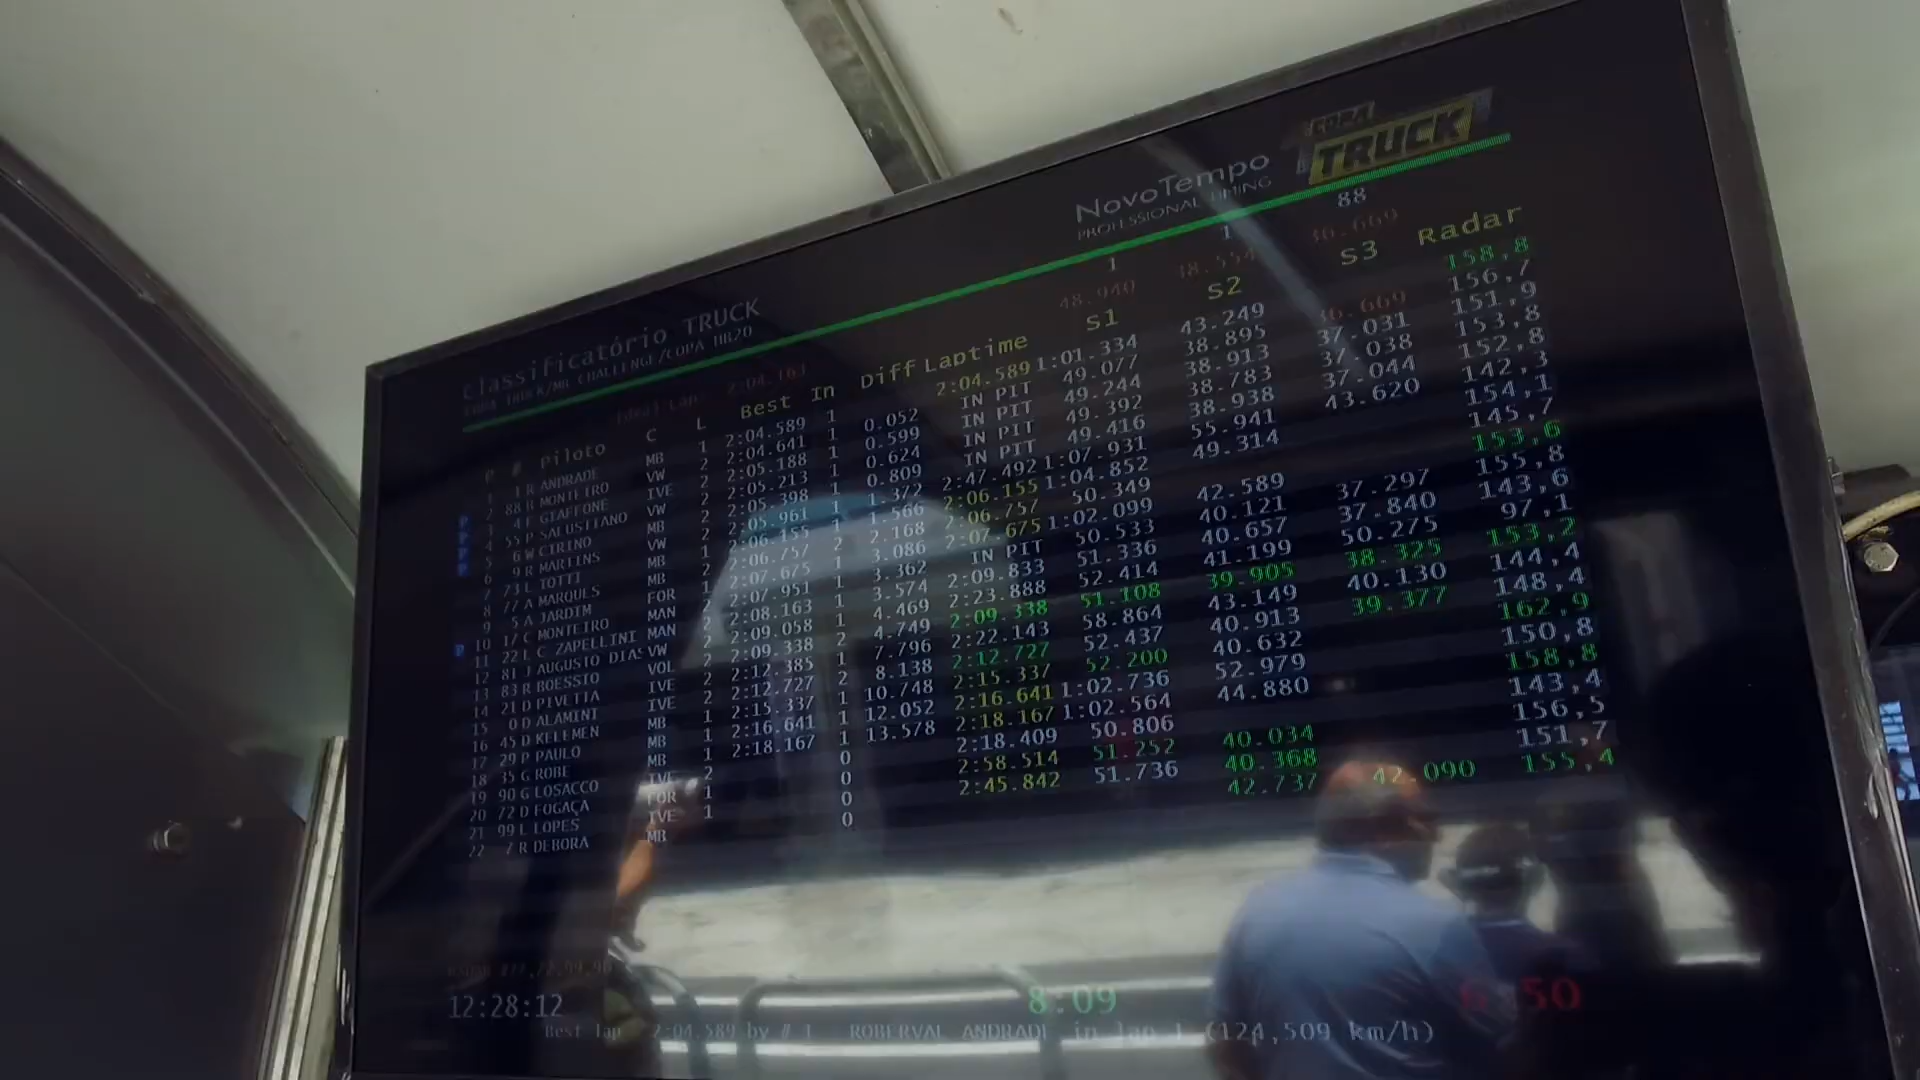 COPA TRUCK
NovoTempo
PROFESSIONAL TIMING
Classificatório TRUCK
COPA TRUCK/MB CHALLENGE/COPA HB20
1 1 88
Ideal Lap 2:04.163 48.940 38.554 36.669
P # Piloto C L Best In Diff Laptime S1 S2 S3 Radar
1 1 R ANDRADE MB 1 2:04.589 1 2:04.589 1:01.334 43.249 36.669 158,8
2 88 R MONTEIRO VW 2 2:04.641 1 0.052 IN PIT 49.077 38.895 37.031 156,7
3 4 F GIAFFONE IVE 2 2:05.188 1 0.599 IN PIT 49.244 38.913 37.038 151,9
4 55 P SALUSTIANO VW 2 2:05.213 1 0.624 IN PIT 49.392 38.783 37.044 153,8
5 6 W CIRINO MB 2 2:05.398 1 0.809 IN PIT 49.416 38.938 43.620 152,8
6 9 R MARTINS VW 2 2:05.961 1 1.372 2:47.492 1:07.931 55.941 142,3
7 73 L TOTTI MB 1 2:06.155 1 1.566 2:06.155 1:04.852 49.314 154,1
8 77 A MARQUES MB 2 2:06.757 2 2.168 2:06.757 50.349 42.589 37.297 145,7
9 5 A JARDIM FOR 1 2:07.675 1 3.086 2:07.675 1:02.099 40.121 37.840 153,6
10 17 C MONTEIRO MAN 2 2:07.951 1 3.362 IN PIT 50.533 40.657 50.275 155,8
11 22 L C ZAPELLINI MAN 2 2:08.163 1 3.574 2:09.833 51.336 41.199 143,6
12 81 J AUGUSTO DIAS VW 2 2:09.058 1 4.469 2:23.888 52.414 97,1
13 83 R BOESSIO VOL 2 2:09.338 2 4.749 2:09.338 51.108 39.905 38.325 153,2
14 21 D PIVETTA IVE 2 2:12.385 1 7.796 2:22.143 58.864 43.149 40.130 144,4
15 0 D ALAMINI IVE 2 2:12.727 2 8.138 2:12.727 52.437 40.913 39.377 148,4
16 45 D KELEMEN MB 1 2:15.337 1 10.748 2:15.337 52.200 40.632 162,9
17 29 P PAULO MB 1 2:16.641 1 12.052 2:16.641 1:02.736 52.979 150,8
18 35 G ROBE MB 1 2:18.167 1 13.578 2:18.167 1:02.564 44.880 158,8
19 90 G LOSACCO IVE 2 0 2:18.409 50.806 143,4
20 72 D FOGAÇA FOR 1 0 2:58.514 51.252 40.034 156,5
21 99 L LOPES IVE 1 0 2:45.842 51.736 40.368 151,7
22 7 R DEBORA MB 0 42.737 42.090 155,4
12:28:12 8:09 6:50
Best lap 2:04.589 by # 1 ROBERVAL ANDRADE in lap 1 (124,509 km/h)